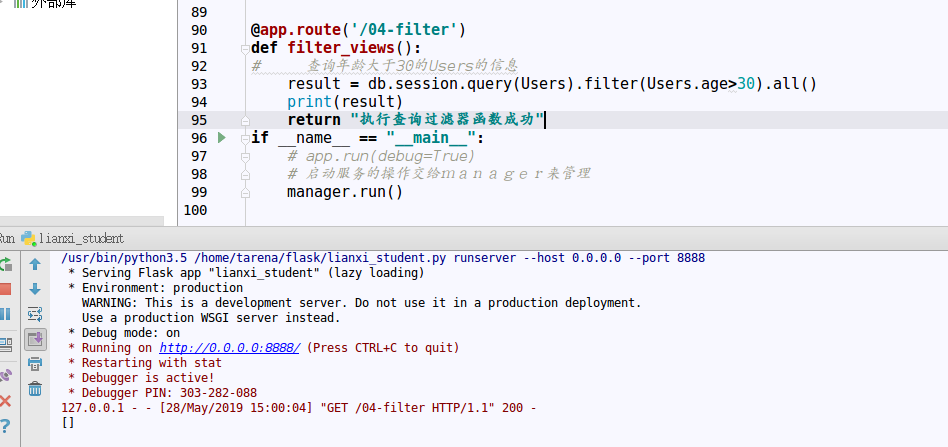 外部库
89
90 @app.route('/04-filter')
91 def filter_views():
92 # 查询年龄大于30的Users的信息
93 result = db.session.query(Users).filter(Users.age>30).all()
94 print(result)
95 return "执行查询过滤器函数成功"
96 if __name__ == "__main__":
97 # app.run(debug=True)
98 # 启动服务的操作交给ｍａｎａｇｅｒ来管理
99 manager.run()
100
Run lianxi_student
/usr/bin/python3.5 /home/tarena/flask/lianxi_student.py runserver --host 0.0.0.0 --port 8888
* Serving Flask app "lianxi_student" (lazy loading)
* Environment: production
WARNING: This is a development server. Do not use it in a production deployment.
Use a production WSGI server instead.
* Debug mode: on
* Running on http://0.0.0.0:8888/ (Press CTRL+C to quit)
* Restarting with stat
* Debugger is active!
* Debugger PIN: 303-282-088
127.0.0.1 - - [28/May/2019 15:00:04] "GET /04-filter HTTP/1.1" 200 -
[]